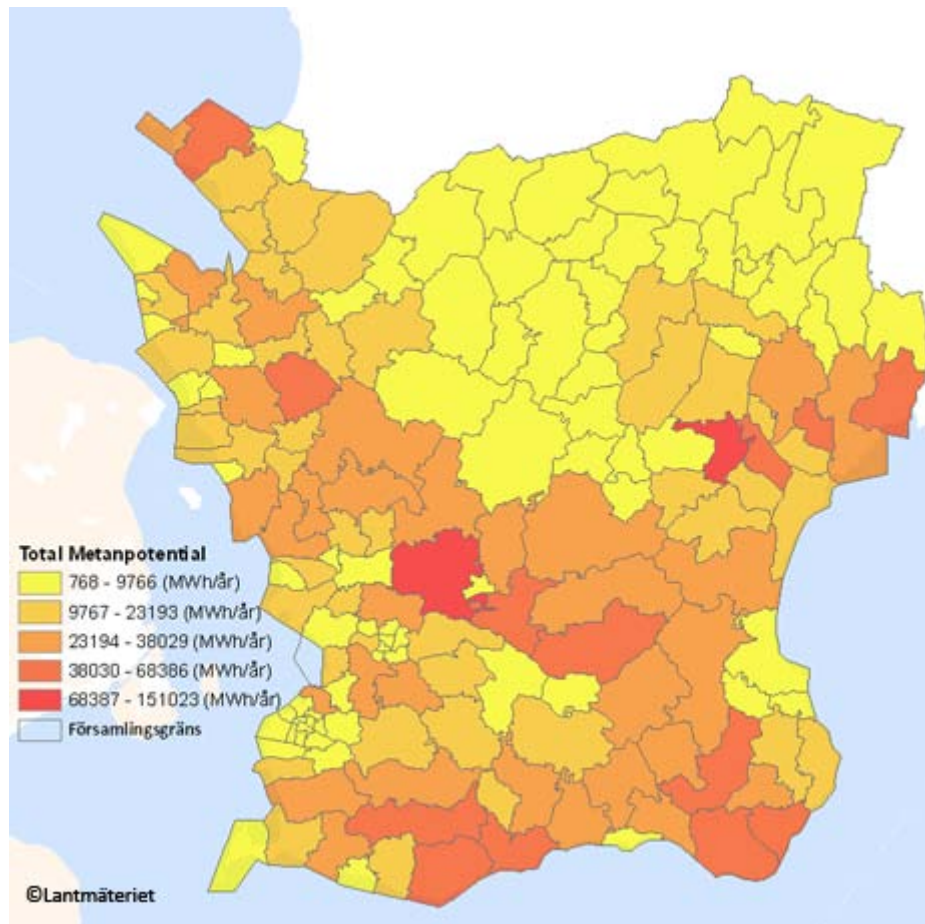 Total Metanpotential
768 - 9766 (MWh/år)
9767 - 23193 (MWh/år)
23194 - 38029 (MWh/år)
38030 - 68386 (MWh/år)
68387 - 151023 (MWh/år)
Församlingsgräns
©Lantmäteriet